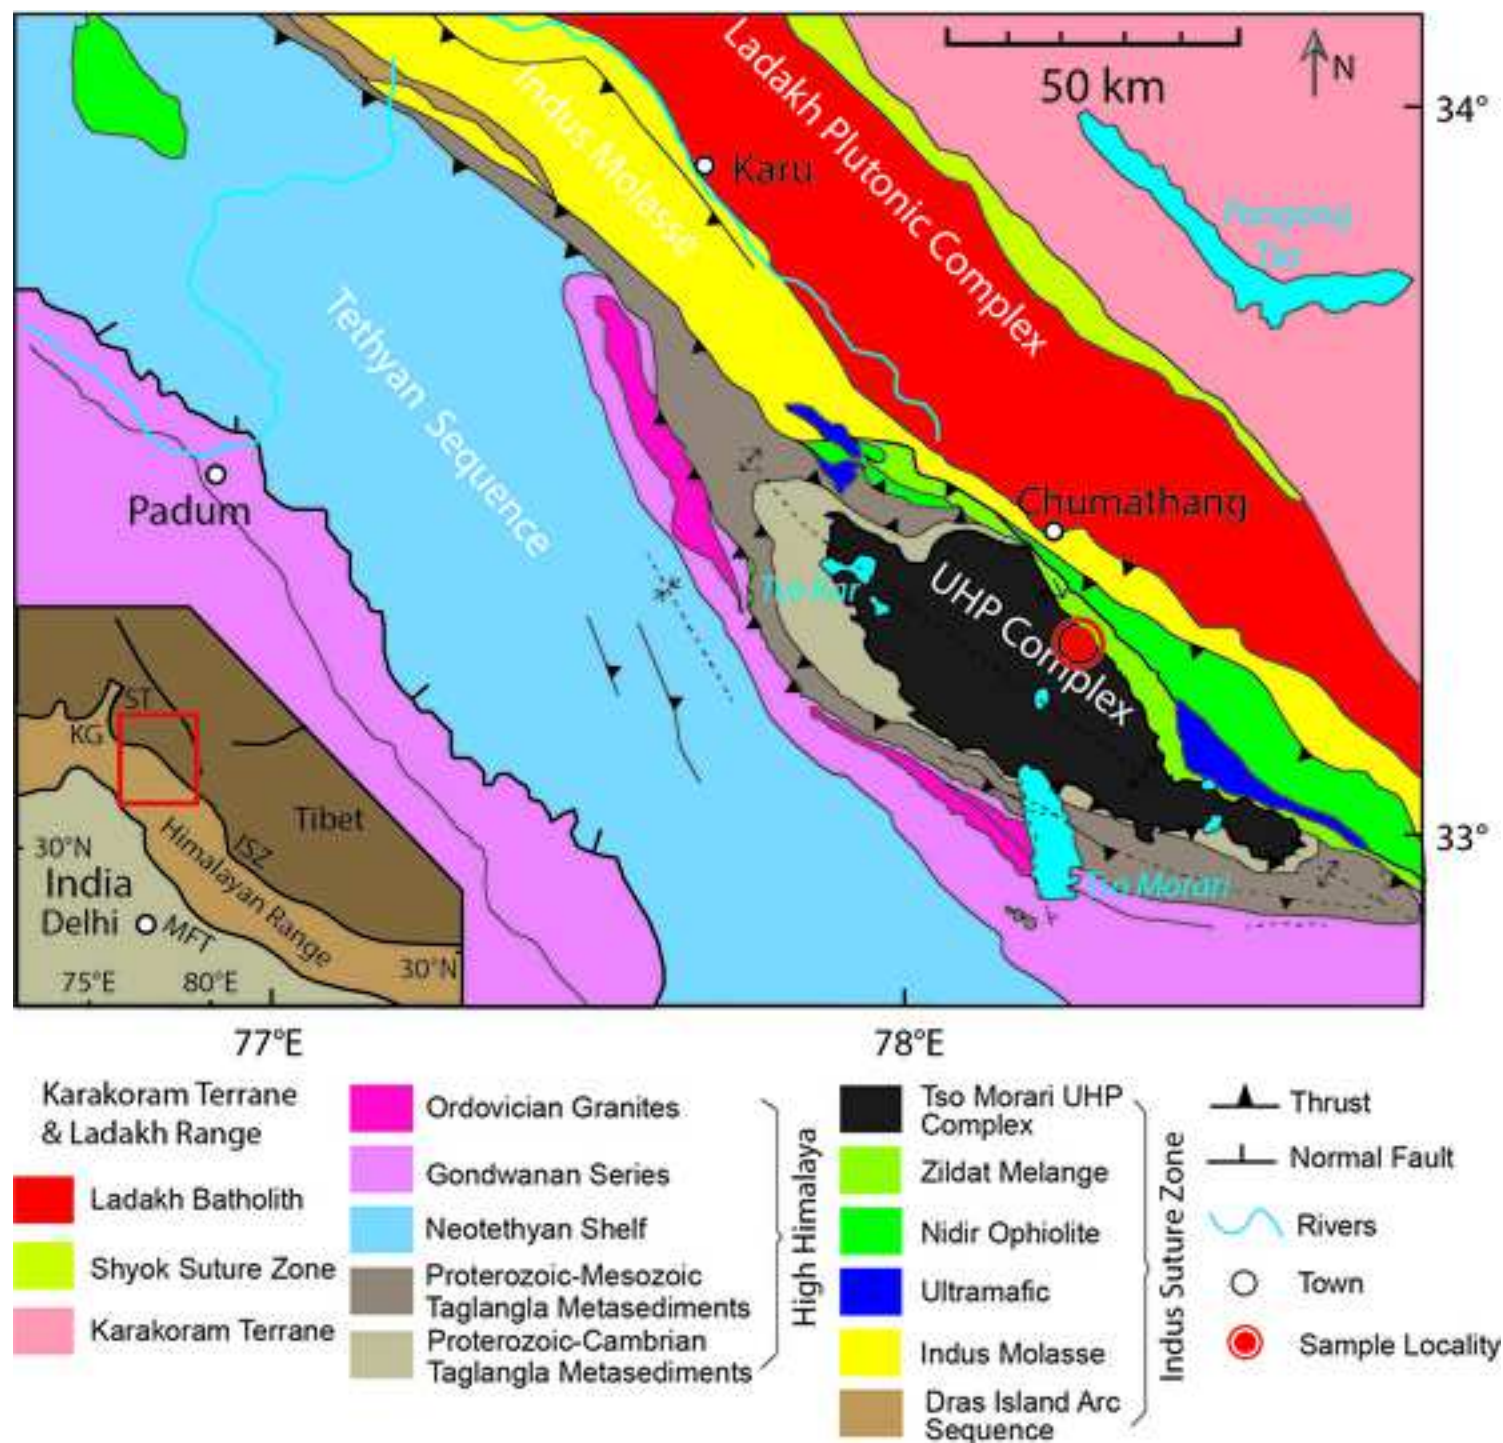 50 km
N
34°
Ladakh Plutonic Complex
Indus Molasse
Karu
Pangong
Tso
Tethyan Sequence
Padum
Chumathang
Tso Kar
UHP Complex
ST
KG
Tibet
ISZ
Himalayan Range
30°N
India
Delhi
MFT
30°N
75°E
80°E
Tso Morari
33°
77°E
78°E
Karakoram Terrane
& Ladakh Range
Ladakh Batholith
Shyok Suture Zone
Karakoram Terrane
Ordovician Granites
Gondwanan Series
Neotethyan Shelf
Proterozoic-Mesozoic
Taglangla Metasediments
Proterozoic-Cambrian
Taglangla Metasediments
High Himalaya
Tso Morari UHP
Complex
Zildat Melange
Nidir Ophiolite
Ultramafic
Indus Molasse
Dras Island Arc
Sequence
Indus Suture Zone
Thrust
Normal Fault
Rivers
Town
Sample Locality